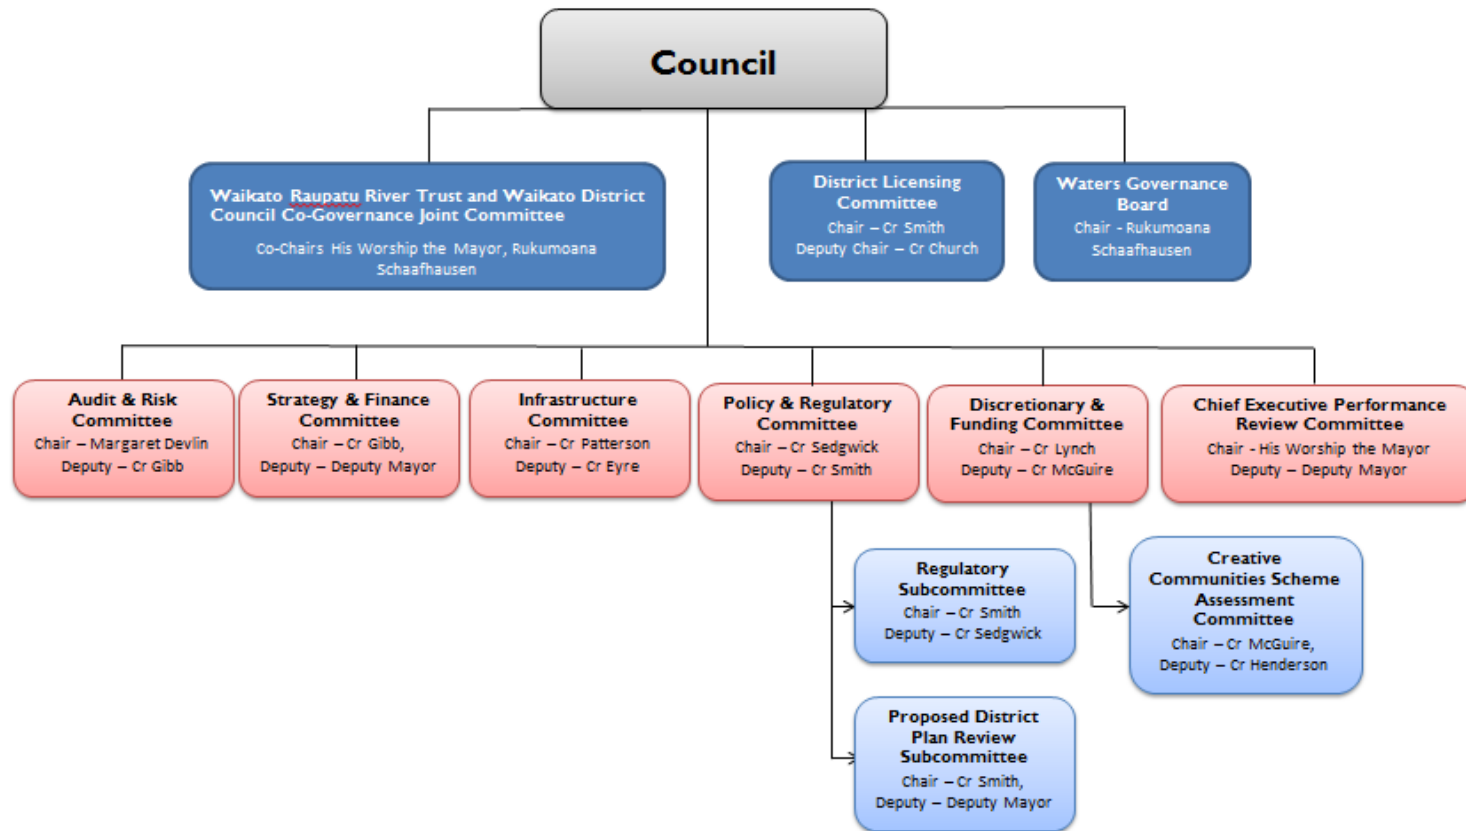 Council
Waikato Raupatu River Trust and Waikato District
Council Co-Governance Joint Committee
Co-Chairs His Worship the Mayor, Rukumoana
Schaafhausen
District Licensing
Committee
Chair – Cr Smith
Deputy Chair – Cr Church
Waters Governance
Board
Chair - Rukumoana
Schaafhausen
Audit & Risk
Committee
Chair – Margaret Devlin
Deputy – Cr Gibb
Strategy & Finance
Committee
Chair – Cr Gibb,
Deputy – Deputy Mayor
Infrastructure
Committee
Chair – Cr Patterson
Deputy – Cr Eyre
Policy & Regulatory
Committee
Chair – Cr Sedgwick
Deputy – Cr Smith
Discretionary &
Funding Committee
Chair – Cr Lynch
Deputy – Cr McGuire
Chief Executive Performance
Review Committee
Chair - His Worship the Mayor
Deputy – Deputy Mayor
Regulatory
Subcommittee
Chair – Cr Smith
Deputy – Cr Sedgwick
Creative
Communities Scheme
Assessment
Committee
Chair – Cr McGuire,
Deputy – Cr Henderson
Proposed District
Plan Review
Subcommittee
Chair – Cr Smith,
Deputy – Deputy Mayor